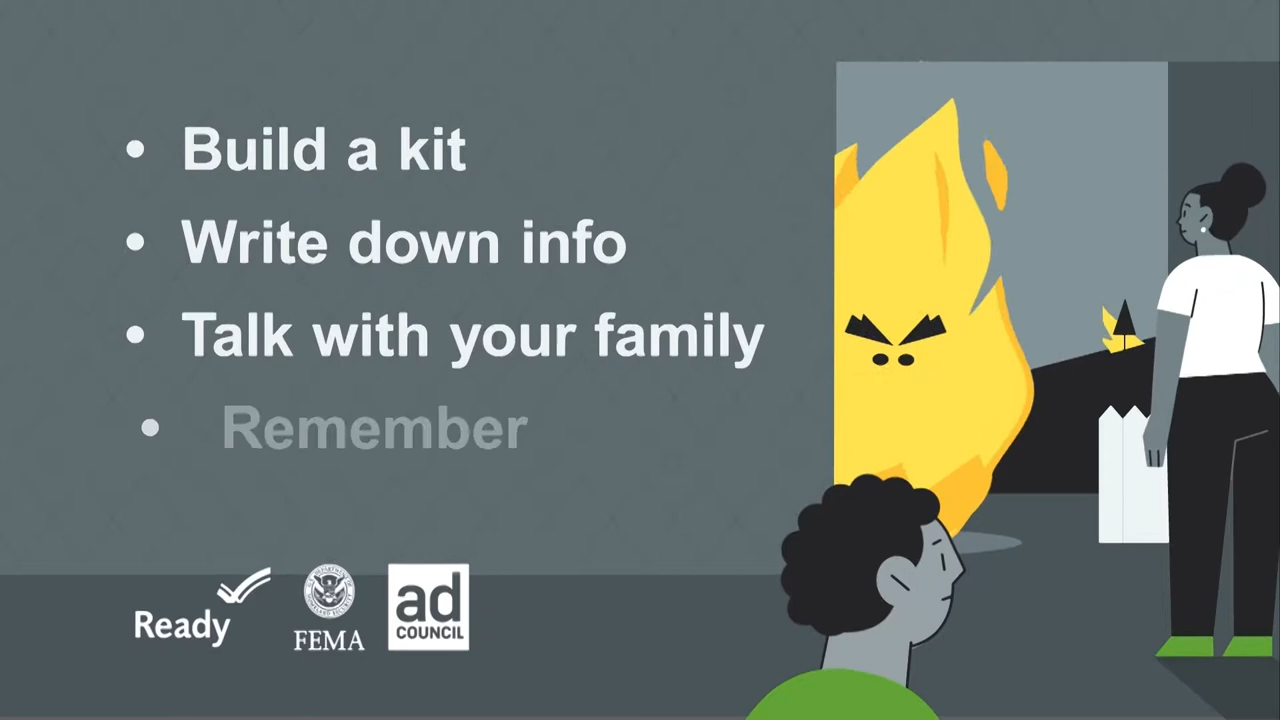 • Build a kit
• Write down info
• Talk with your family
• Remember
Ready
FEMA
ad
COUNCIL